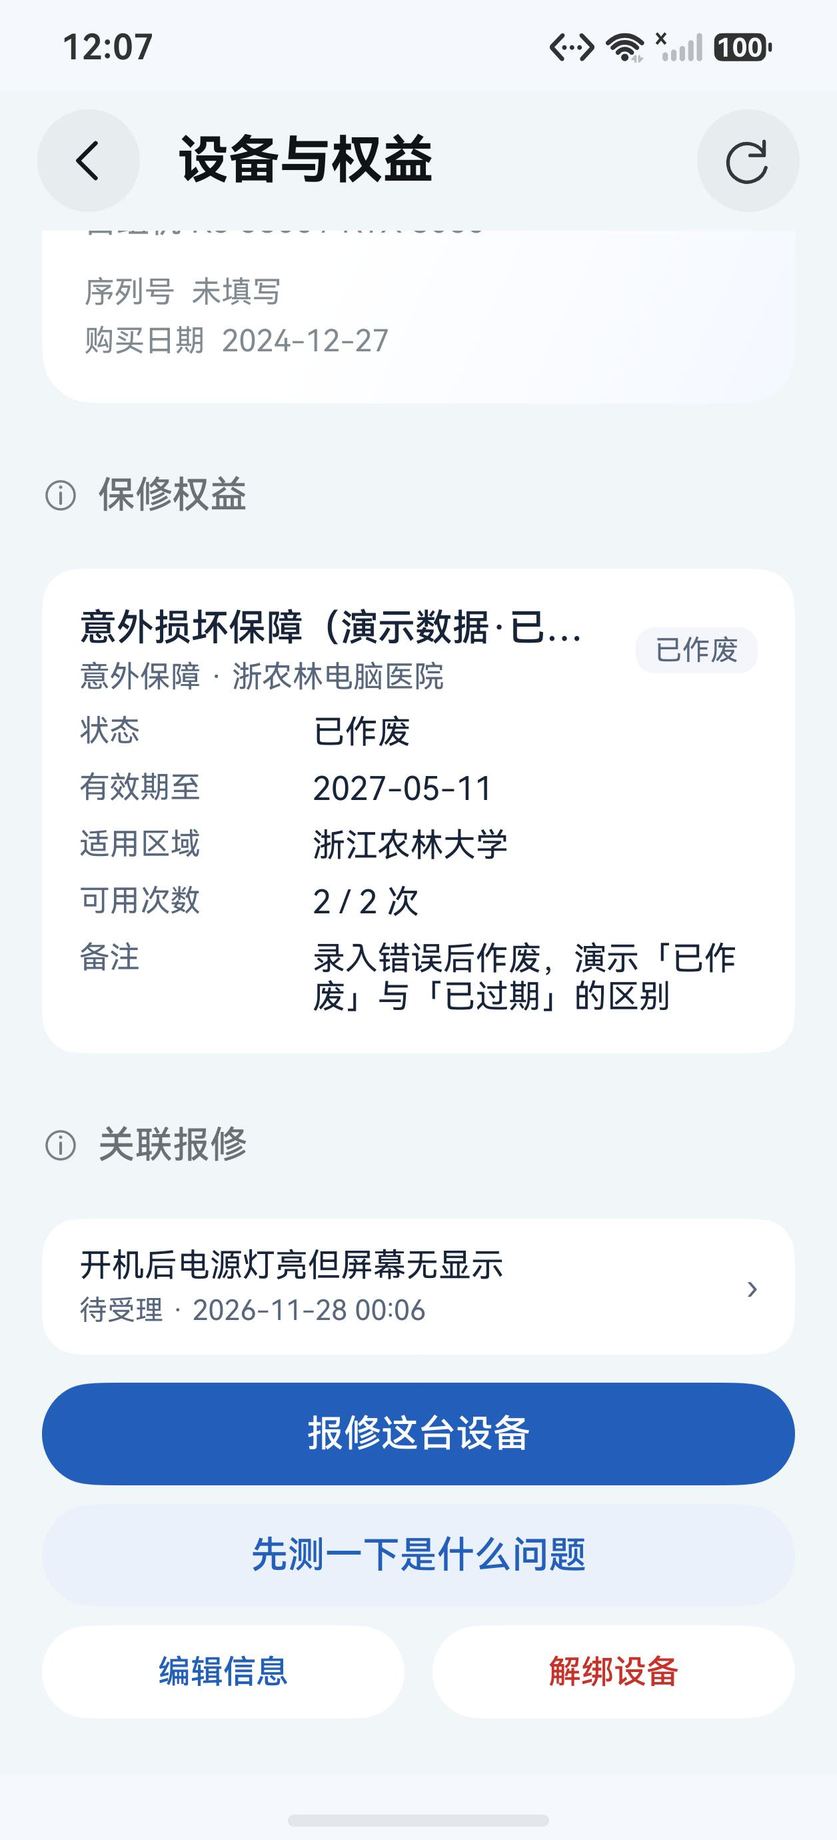 12:07
100
设备与权益
序列号 未填写
购买日期 2024-12-27
保修权益
意外损坏保障（演示数据·已…
已作废
意外保障 · 浙农林电脑医院
状态 已作废
有效期至 2027-05-11
适用区域 浙江农林大学
可用次数 2 / 2 次
备注 录入错误后作废，演示「已作
废」与「已过期」的区别
关联报修
开机后电源灯亮但屏幕无显示
待受理 · 2026-11-28 00:06
报修这台设备
先测一下是什么问题
编辑信息
解绑设备